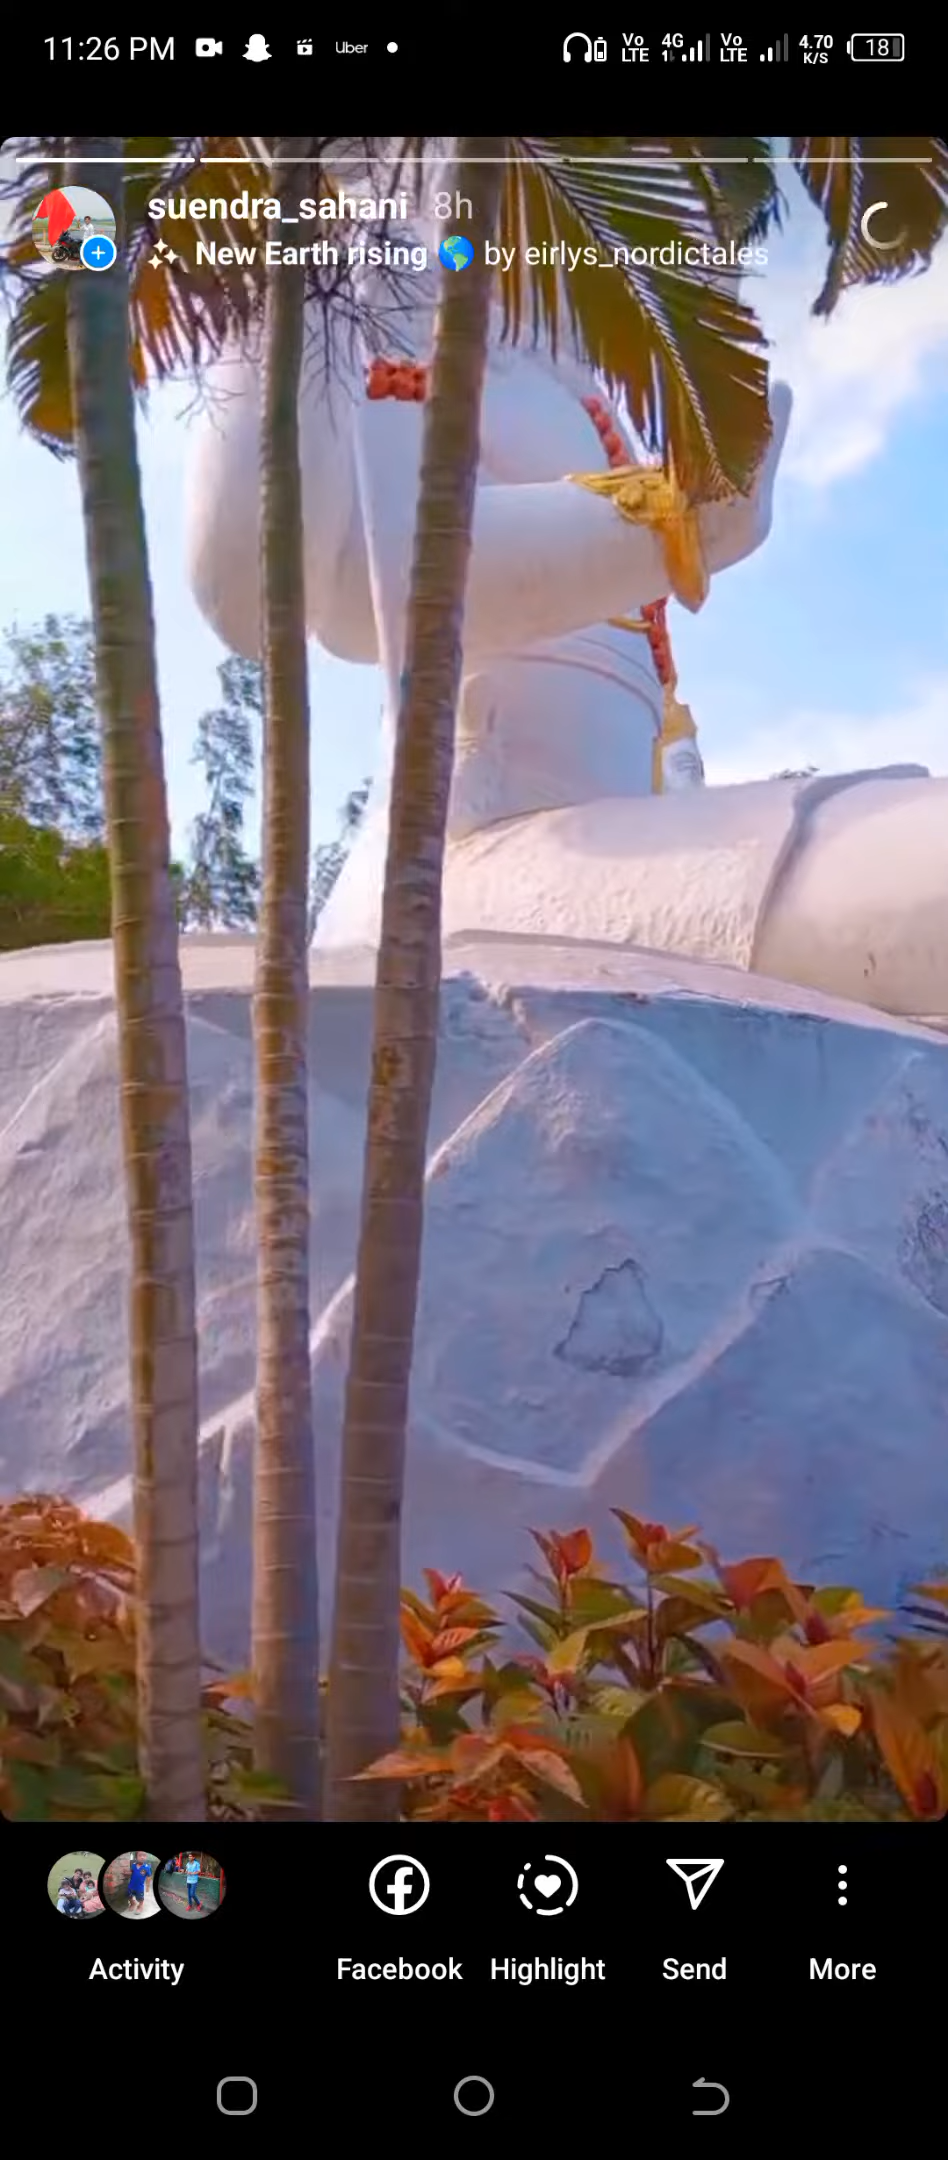 11:26 PM Uber Vo LTE 4G Vo LTE 4.70 K/S 18
suendra_sahani 8h
New Earth rising 🌎 by eirlys_nordictales
Activity Facebook Highlight Send More